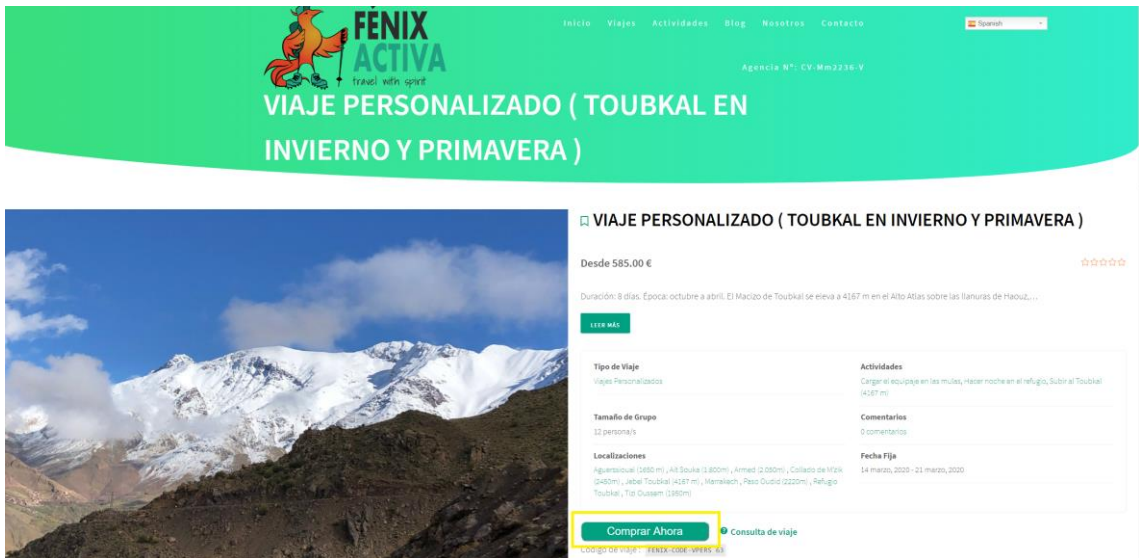 FÉNIX
ACTIVA
travel with spirit
Inicio Viajes Actividades Blog Nosotros Contacto
Spanish
Agencia Nº: CV-Mm2236-V
VIAJE PERSONALIZADO ( TOUBKAL EN
INVIERNO Y PRIMAVERA )
VIAJE PERSONALIZADO ( TOUBKAL EN INVIERNO Y PRIMAVERA )
Desde 585.00 €
Duración: 8 días. Época: octubre a abril. El Macizo de Toubkal se eleva a 4167 m en el Alto Atlas sobre las llanuras de Haouz,…
LEER MÁS
Tipo de Viaje
Viajes Personalizados
Actividades
Cargar el equipaje en las mulas, Hacer noche en el refugio, Subir al Toubkal
(4167 m)
Tamaño de Grupo
12 persona/s
Comentarios
0 comentarios
Localizaciones
Aguerssioual (1650 m) , Ait Souka (1.800m) , Armed (2.050m) , Collado de M'zik
(2450m) , Jebel Toubkal (4167 m) , Marrakech , Paso Oudid (2220m) , Refugio
Toubkal , Tizi Oussem (1980m)
Fecha Fija
14 marzo, 2020 - 21 marzo, 2020
Comprar Ahora
Consulta de viaje
Código de viaje : FENIX-CODE-VPERS 63